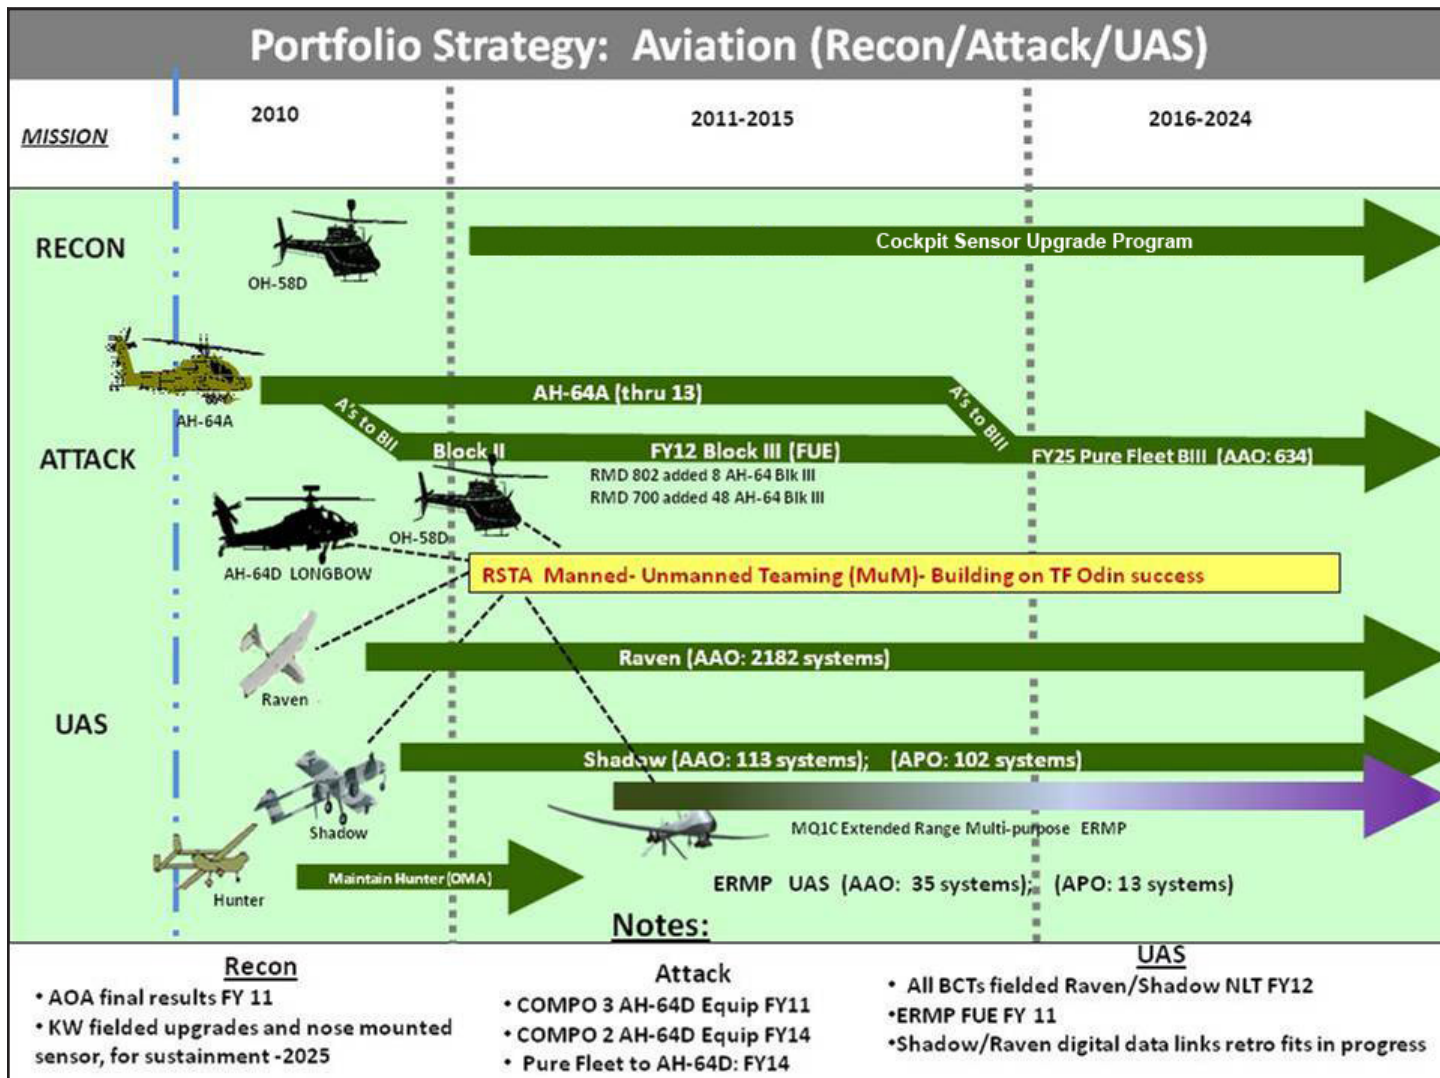 Portfolio Strategy: Aviation (Recon/Attack/UAS)
MISSION
2010
2011-2015
2016-2024
RECON
OH-58D
Cockpit Sensor Upgrade Program
AH-64A
AH-64A (thru 13)
A's to BII
A's to BIII
ATTACK
Block II
FY12 Block III (FUE)
FY25 Pure Fleet BIII (AAO: 634)
RMD 802 added 8 AH-64 Blk III
RMD 700 added 48 AH-64 Blk III
OH-58D
AH-64D LONGBOW
RSTA Manned- Unmanned Teaming (MuM)- Building on TF Odin success
Raven
Raven (AAO: 2182 systems)
UAS
Shadow (AAO: 113 systems); (APO: 102 systems)
Shadow
MQ1C Extended Range Multi-purpose ERMP
Hunter
Maintain Hunter (OMA)
ERMP UAS (AAO: 35 systems); (APO: 13 systems)
Notes:
Recon
• AOA final results FY 11
• KW fielded upgrades and nose mounted
sensor, for sustainment -2025
Attack
• COMPO 3 AH-64D Equip FY11
• COMPO 2 AH-64D Equip FY14
• Pure Fleet to AH-64D: FY14
UAS
• All BCTs fielded Raven/Shadow NLT FY12
•ERMP FUE FY 11
•Shadow/Raven digital data links retro fits in progress